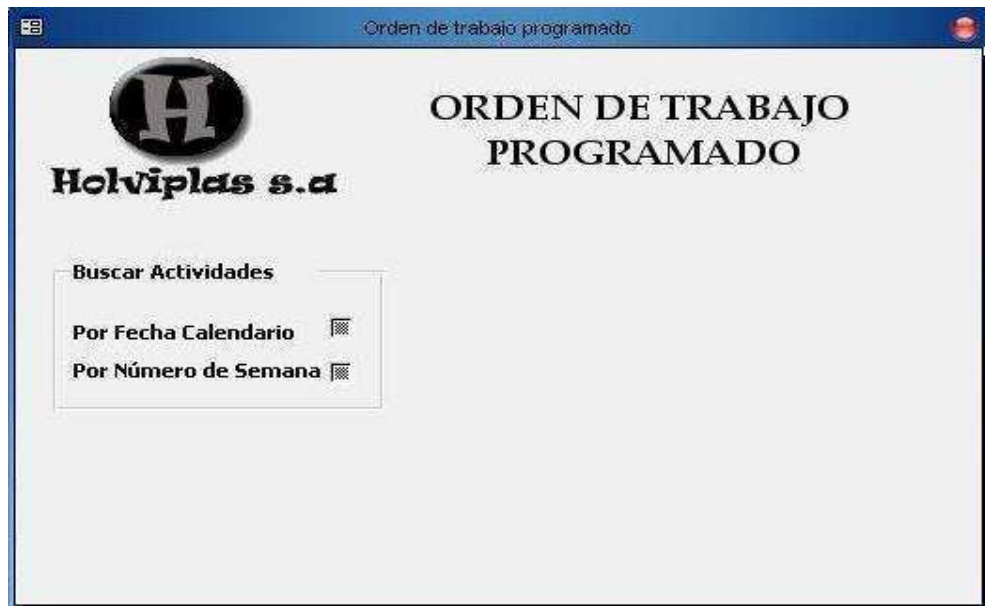 Orden de trabajo programado
H
Holviplas s.a
ORDEN DE TRABAJO
PROGRAMADO
Buscar Actividades
Por Fecha Calendario
Por Número de Semana